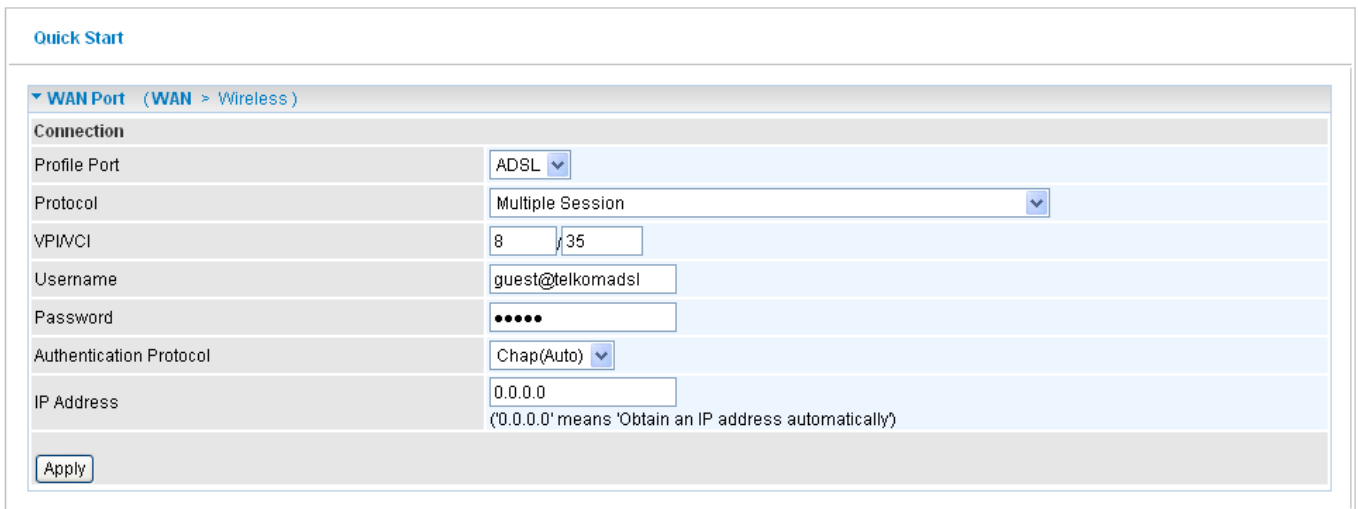 Quick Start
WAN Port (WAN > Wireless)
Connection
Profile Port ADSL
Protocol Multiple Session
VPI/VCI 8 / 35
Username guest@telkomadsl
Password •••••
Authentication Protocol Chap(Auto)
IP Address 0.0.0.0
('0.0.0.0' means 'Obtain an IP address automatically')
Apply